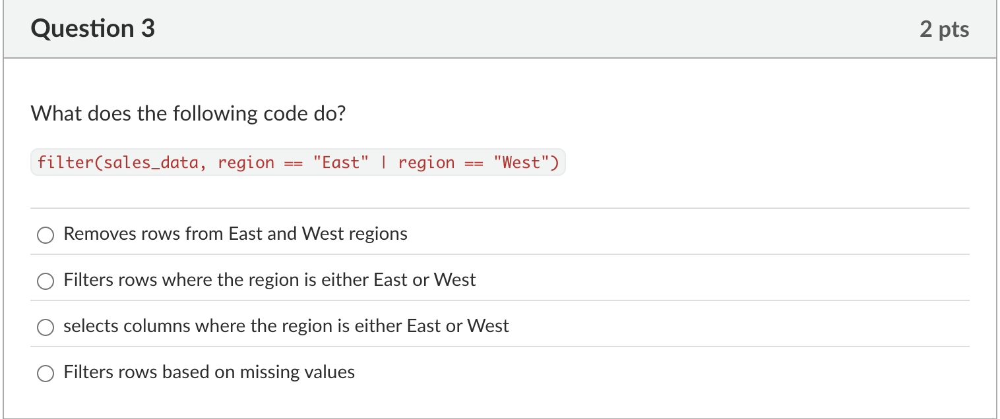 Question 3
2 pts
What does the following code do?
filter(sales_data, region == "East" | region == "West")
Removes rows from East and West regions
Filters rows where the region is either East or West
selects columns where the region is either East or West
Filters rows based on missing values